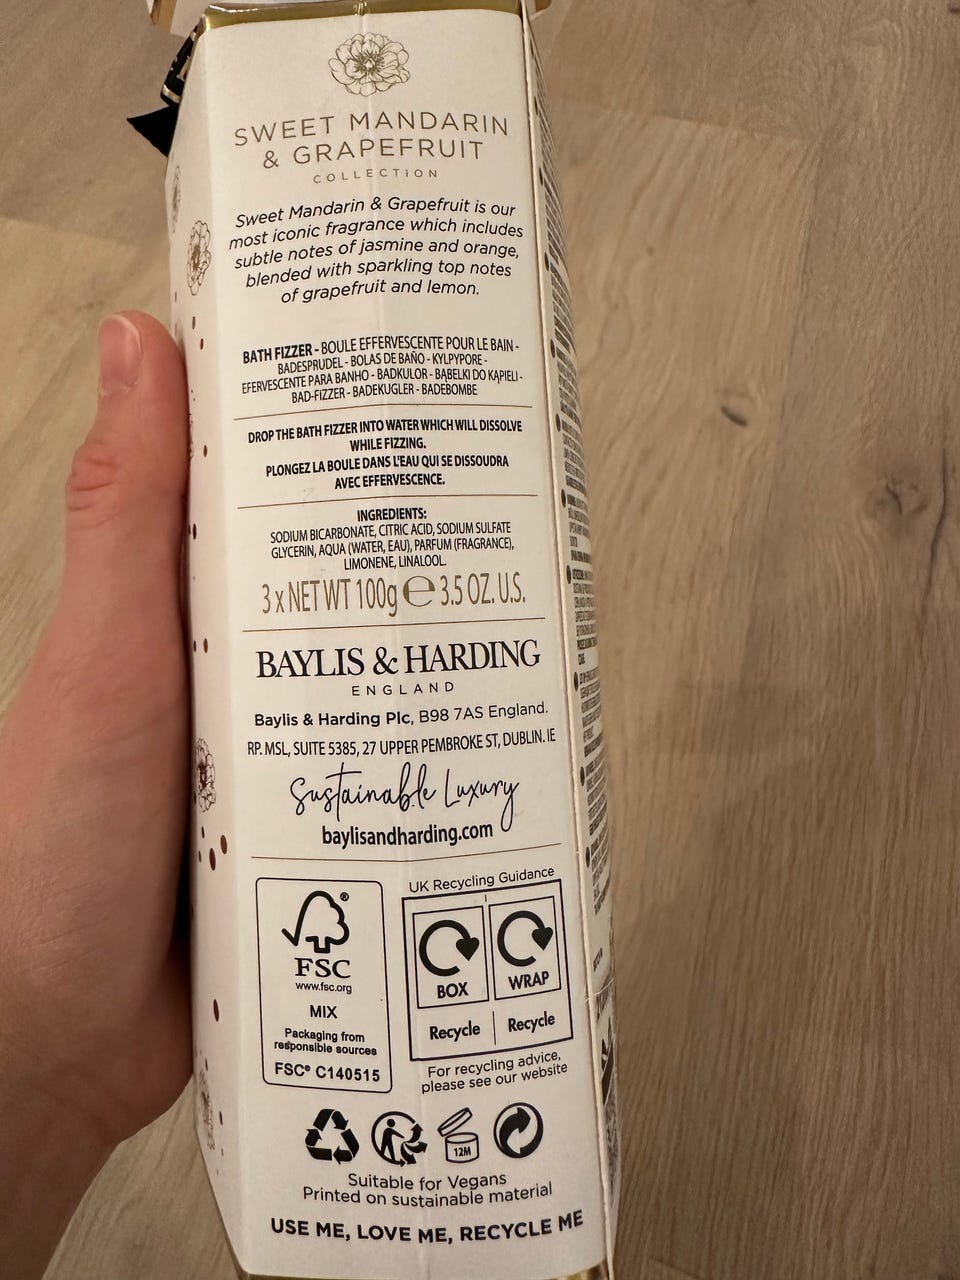 SWEET MANDARIN
& GRAPEFRUIT
COLLECTION
Sweet Mandarin & Grapefruit is our
most iconic fragrance which includes
subtle notes of jasmine and orange,
blended with sparkling top notes
of grapefruit and lemon.
BATH FIZZER - BOULE EFFERVESCENTE POUR LE BAIN -
BADESPRUDEL - BOLAS DE BAÑO - KYLPYPORE -
EFERVESCENTE PARA BANHO - BADKULOR - BĄBELKI DO KĄPIELI -
BAD-FIZZER - BADEKUGLER - BADEBOMBE
DROP THE BATH FIZZER INTO WATER WHICH WILL DISSOLVE
WHILE FIZZING.
PLONGEZ LA BOULE DANS L'EAU QUI SE DISSOUDRA
AVEC EFFERVESCENCE.
INGREDIENTS:
SODIUM BICARBONATE, CITRIC ACID, SODIUM SULFATE
GLYCERIN, AQUA (WATER, EAU), PARFUM (FRAGRANCE),
LIMONENE, LINALOOL.
3 x NET WT 100g ℮ 3.5 OZ. U.S.
BAYLIS & HARDING
ENGLAND
Baylis & Harding Plc, B98 7AS England.
RP. MSL, SUITE 5385, 27 UPPER PEMBROKE ST, DUBLIN. IE
Sustainable Luxury
baylisandharding.com
UK Recycling Guidance
FSC®
www.fsc.org
MIX
Packaging from
responsible sources
FSC® C140515
BOX WRAP
Recycle Recycle
For recycling advice,
please see our website
12M
Suitable for Vegans
Printed on sustainable material
USE ME, LOVE ME, RECYCLE ME